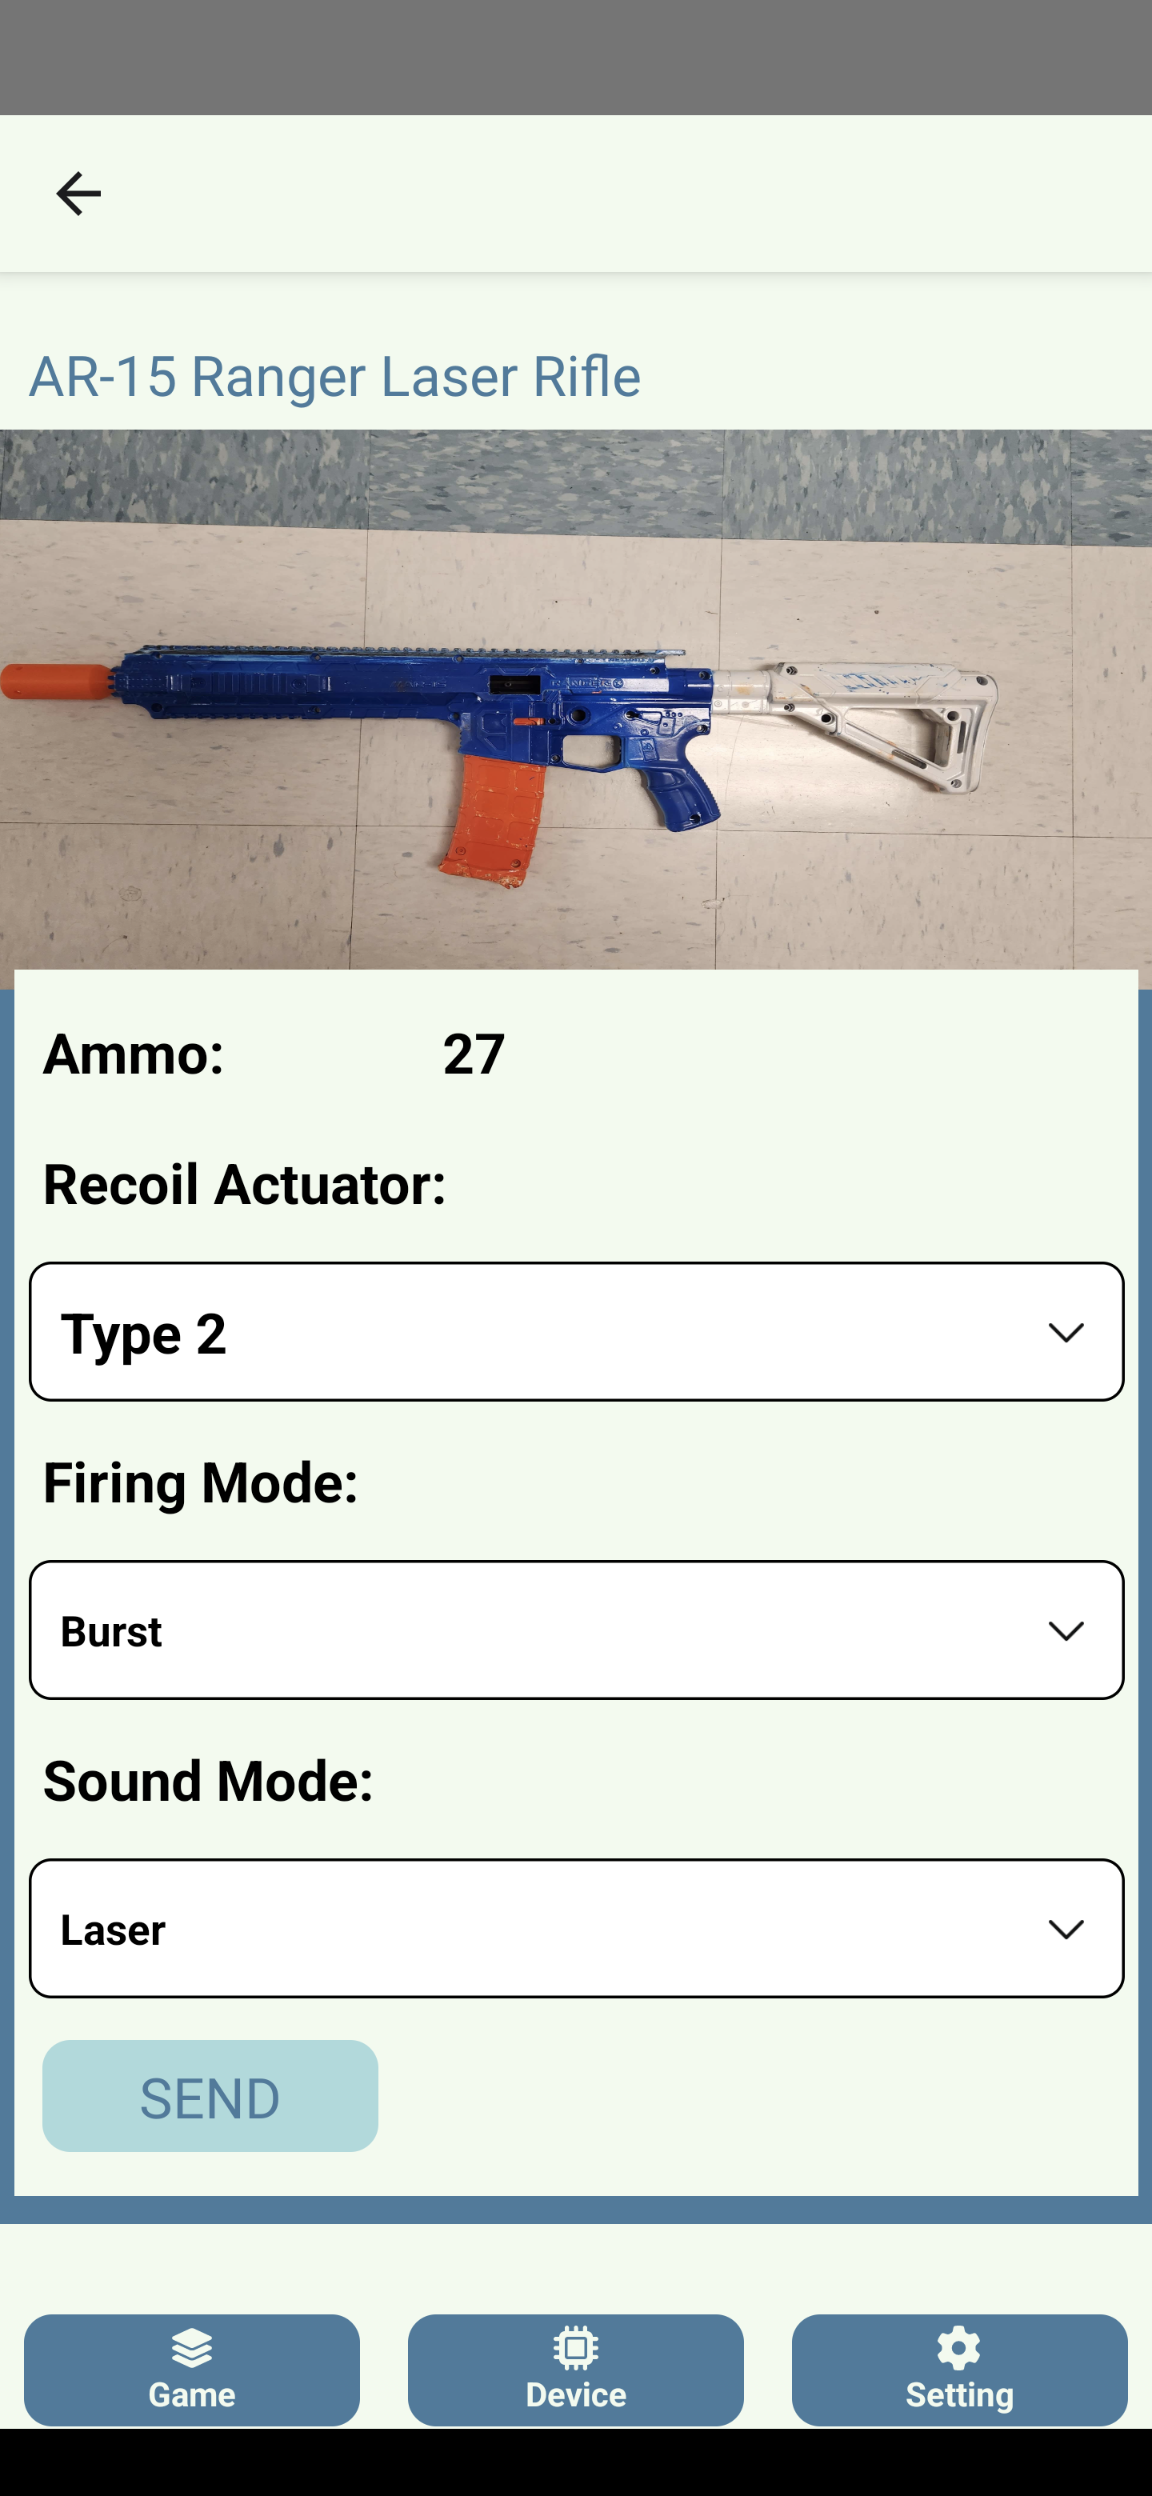 AR-15 Ranger Laser Rifle
Ammo: 27
Recoil Actuator:
Type 2
Firing Mode:
Burst
Sound Mode:
Laser
SEND
Game Device Setting